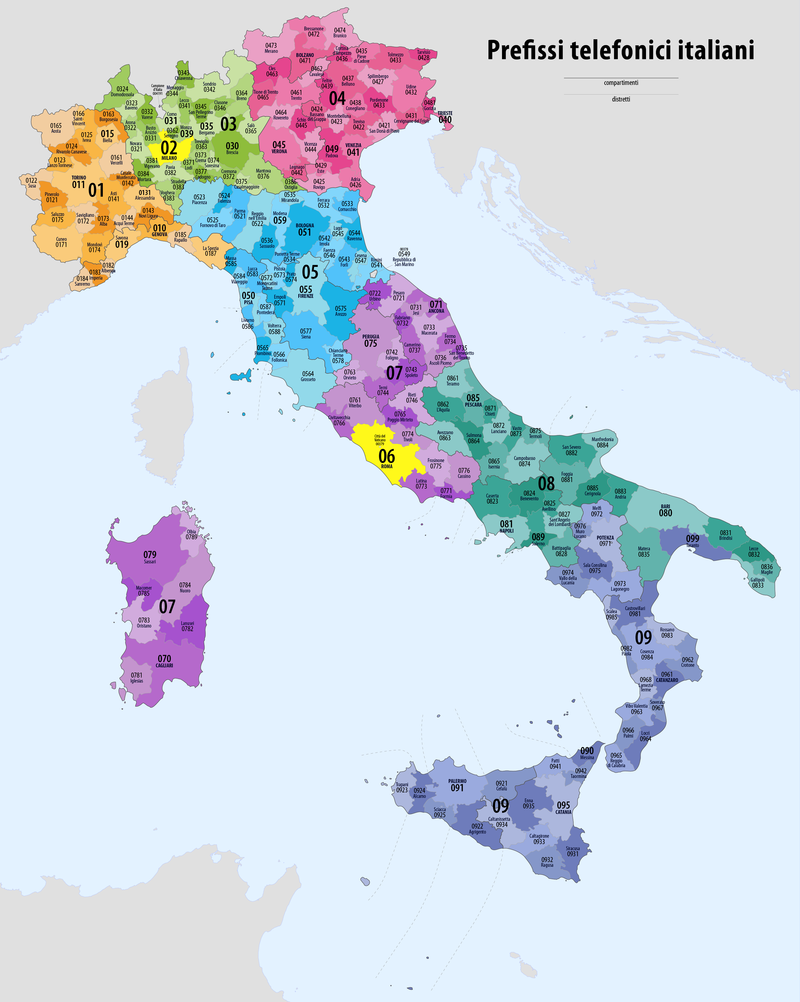 Prefissi telefonici italiani
compartimenti
distretti
0474
Brunico
Bressanone
0472
0473
Merano
BOLZANO
0471
0435
Pieve di
Cadore
0436
Tolmezzo
0433
Tarvisio
0428
Cles
0463
0462
Cavalese
0437
Belluno
0427
Spilimbergo
0432
Udine
0439
Feltre
Tione di Trento
0465
0461
Trento
04
0438
Conegliano
0434
Pordenone
0481
Gorizia
TRIESTE
040
0464
Rovereto
0424
Bassano
del Grappa
0423
Montebelluna
0422
Treviso
0421
San Donà di Piave
0431
Cervignano del Friuli
0445
Schio
045
VERONA
0444
Vicenza
049
Padova
VENEZIA
041
0442
Legnago
0429
Este
0425
Rovigo
Adria
0426
0343
Chiavenna
0324
Domodossola
Menaggio
0344
Sondrio
0342
0364
Breno
0323
Baveno
0332
Varese
Lecco
0341
0345
San Pellegrino
Terme
Clusone
0346
Como
031
0322
Arona
0331
Busto
Arsizio
0362
Seregno
Monza
039
035
Bergamo
03
Salò
0365
030
Brescia
02
MILANO
0321
Novara
0363
0373
Crema
0374
Soresina
0381
Vigevano
Pavia
0382
0371
Lodi
0372
Cremona
0376
Mantova
0375
Casalmaggiore
0384
Mortara
0383
Voghera
Stradella
0385
0377
Codogno
0386
Ostiglia
0166
Saint-
Vincent
0165
Aosta
0163
Borgosesia
015
Biella
0125
Ivrea
0124
Rivarolo Canavese
0123
Lanzo Torinese
0161
Vercelli
0122
Susa
TORINO
011
01
0142
Casale
Monferrato
Pinerolo
0121
0141
Asti
0131
Alessandria
Saluzzo
0175
Savigliano
0172
0173
Alba
0144
Acqui Terme
0143
Novi Ligure
Cuneo
0171
Mondovì
0174
Savona
019
010
GENOVA
0185
Rapallo
La Spezia
0187
0182
Albenga
0183
Imperia
0184
Sanremo
0523
Piacenza
0524
Fidenza
Parma
0521
0525
Fornovo di Taro
0522
Reggio
nell'Emilia
Modena
059
0535
Mirandola
Ferrara
0532
0533
Comacchio
0536
Sassuolo
BOLOGNA
051
Lugo
0545
0544
Ravenna
0542
Imola
Faenza
0546
0543
Forlì
Cesena
0547
0541
Rimini
0549
Repubblica di
San Marino
Porretta Terme
0534
Massa
0585
0584
Viareggio
Lucca
0583
0572
Montecatini
Terme
Pistoia
0573
0574
Prato
05
055
FIRENZE
050
PISA
0571
Empoli
0587
Pontedera
Livorno
0586
Volterra
0588
0577
Siena
0575
Arezzo
0565
Piombino
0566
Follonica
0578
Chianciano
Terme
0564
Grosseto
0722
Urbino
Pesaro
0721
071
ANCONA
0731
Jesi
0732
Fabriano
0733
Macerata
PERUGIA
075
0742
Foligno
Camerino
0737
0734
Fermo
0735
San Benedetto
del Tronto
0736
Ascoli Piceno
07
0743
Spoleto
0763
Orvieto
Terni
0744
Rieti
0746
0761
Viterbo
0765
Poggio Mirteto
Civitavecchia
0766
0774
Tivoli
Città del
Vaticano
06
ROMA
Frosinone
0775
0776
Cassino
Latina
0773
0771
Formia
0861
Teramo
085
PESCARA
0862
L'Aquila
0871
Chieti
Avezzano
0863
0872
Lanciano
Sulmona
0864
Vasto
0873
0875
Termoli
0865
Isernia
Campobasso
0874
San Severo
0882
Manfredonia
0884
08
Foggia
0881
0885
Cerignola
0883
Andria
Caserta
0823
0824
Benevento
0825
Avellino
0827
Sant'Angelo
dei Lombardi
081
NAPOLI
089
Salerno
Battipaglia
0828
BARI
080
Melfi
0972
0976
Muro
Lucano
POTENZA
0971
Matera
0835
099
Taranto
0831
Brindisi
Lecce
0832
0836
Maglie
Gallipoli
0833
0974
Vallo della
Lucania
Sala Consilina
0975
0973
Lagonegro
Scalea
0985
Castrovillari
0981
09
Rossano
0983
0982
Paola
Cosenza
0984
0962
Crotone
0968
Lamezia
Terme
0961
CATANZARO
Vibo Valentia
0963
Soverato
0967
0966
Palmi
Locri
0964
0965
Reggio
di Calabria
Olbia
0789
079
Sassari
Macomer
0785
0784
Nuoro
07
0783
Oristano
Lanusei
0782
070
CAGLIARI
0781
Iglesias
090
Messina
Patti
0941
0942
Taormina
Trapani
0923
0924
Alcamo
PALERMO
091
0921
Cefalù
09
Enna
0935
095
CATANIA
Sciacca
0925
0922
Agrigento
Caltanissetta
0934
Caltagirone
0933
Siracusa
0931
0932
Ragusa